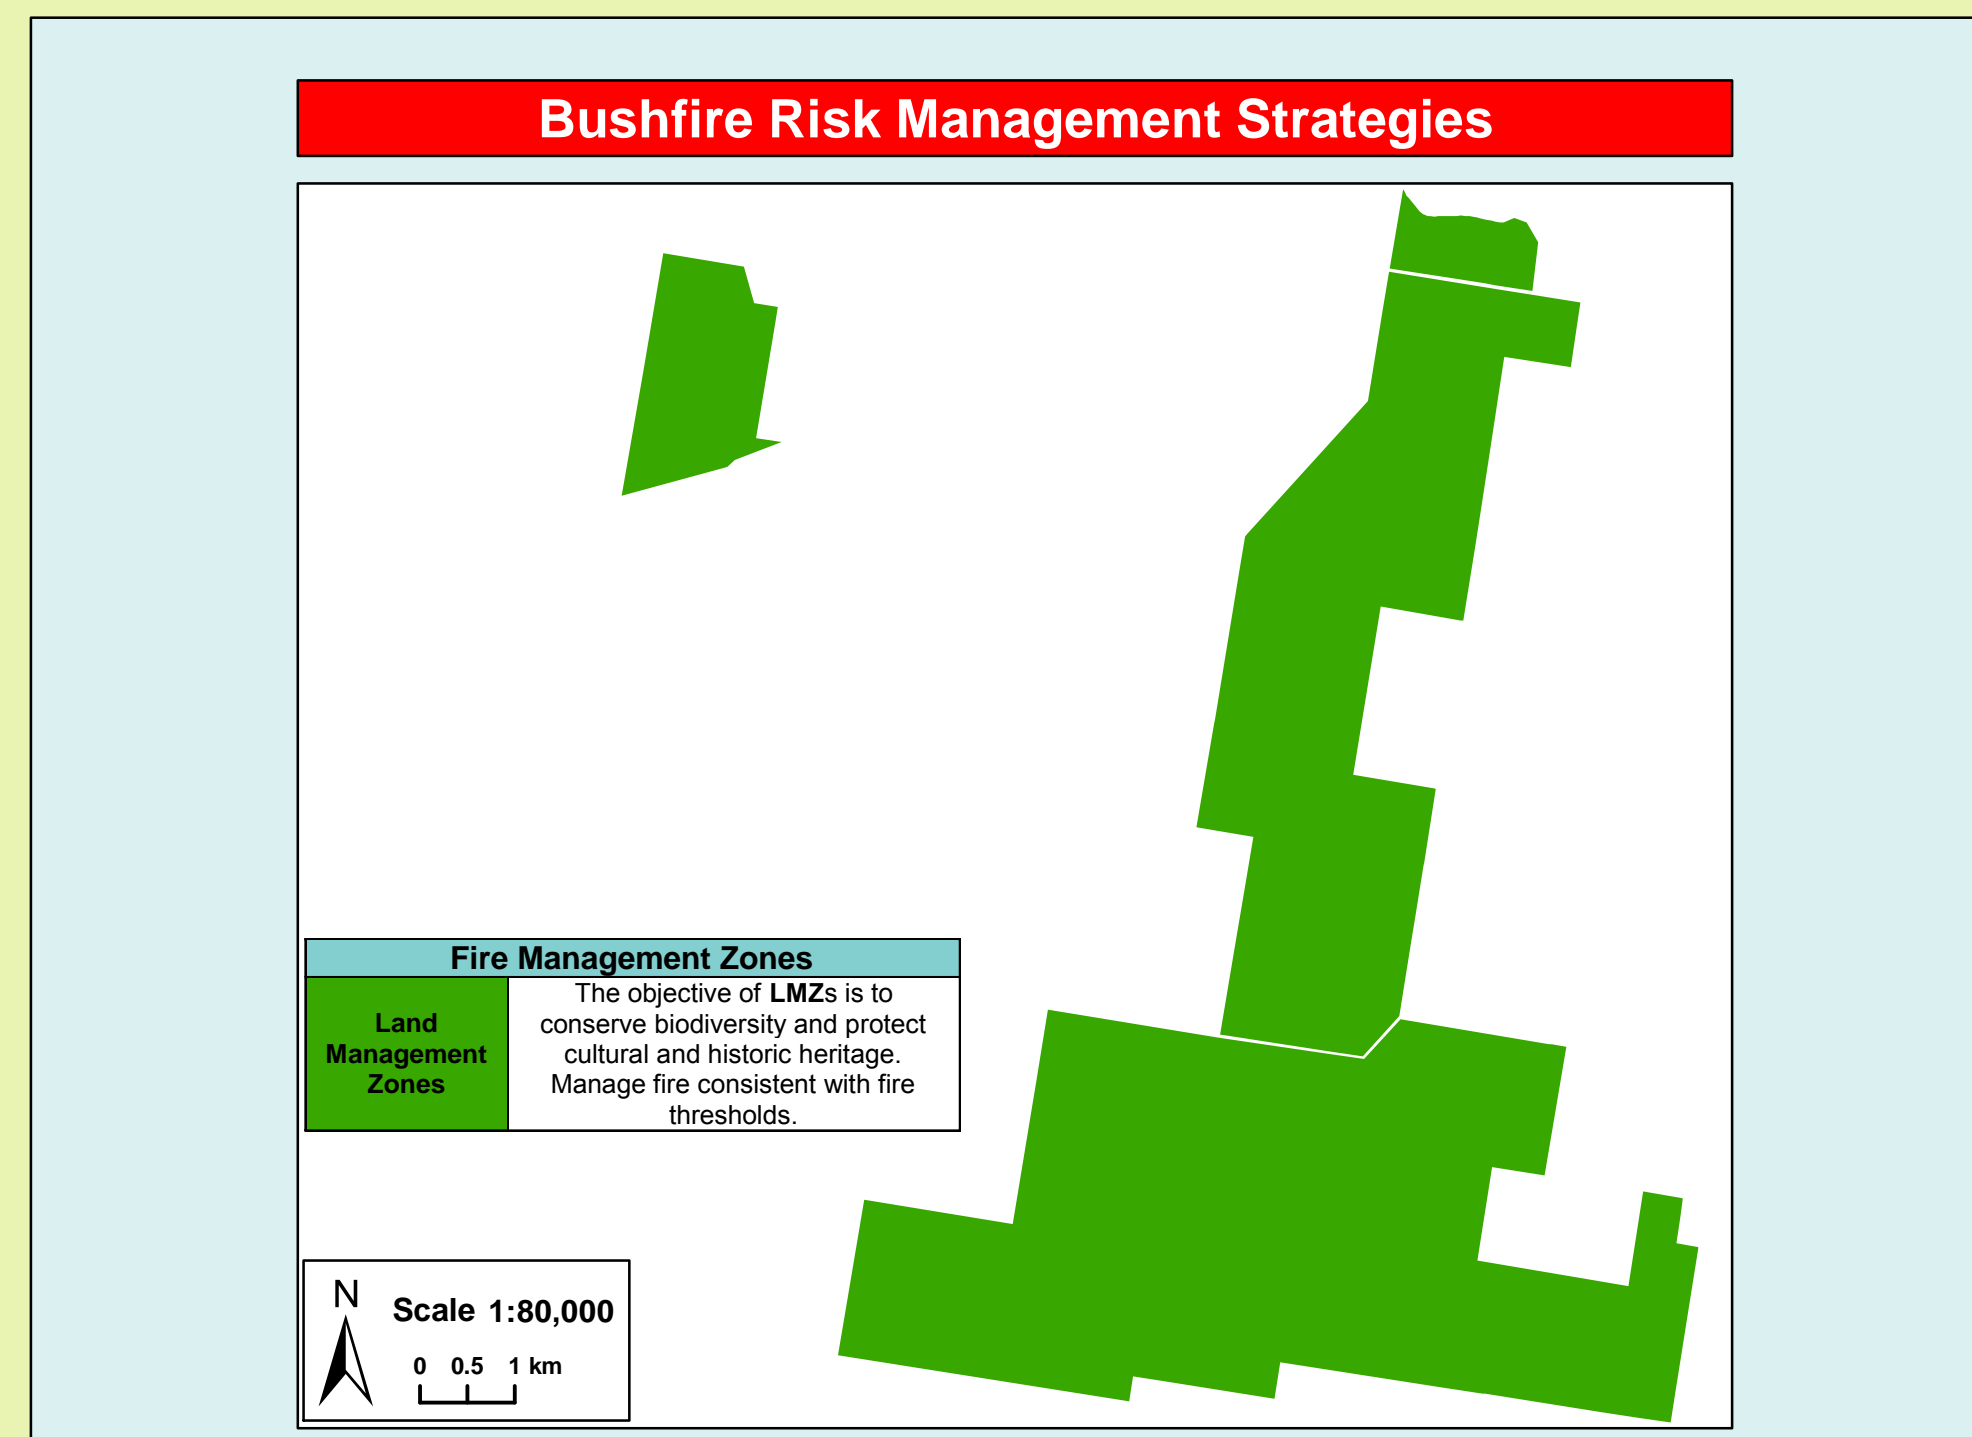 Bushfire Risk Management Strategies
Fire Management Zones
Land
Management
Zones
The objective of LMZs is to
conserve biodiversity and protect
cultural and historic heritage.
Manage fire consistent with fire
thresholds.
N
Scale 1:80,000
0 0.5 1 km